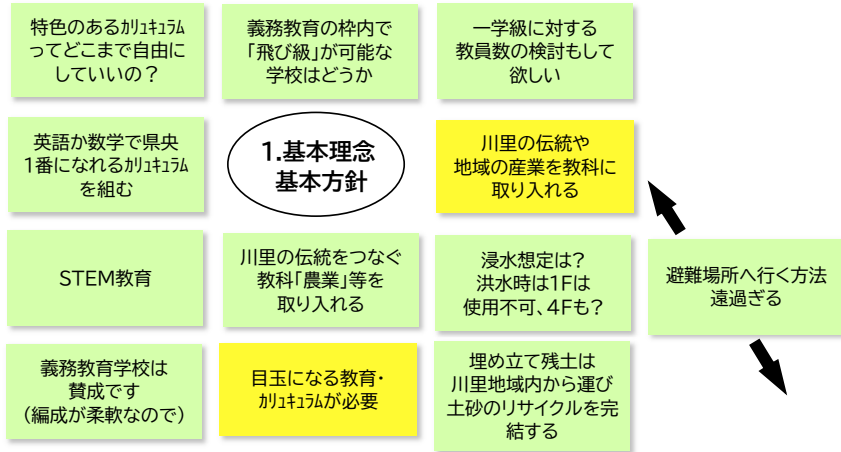 特色のあるｶﾘｭｷｭﾗﾑ
ってどこまで自由に
していいの？
義務教育の枠内で
「飛び級」が可能な
学校はどうか
一学級に対する
教員数の検討もして
欲しい
英語か数学で県央
1番になれるｶﾘｭｷｭﾗﾑ
を組む
1.基本理念
基本方針
川里の伝統や
地域の産業を教科に
取り入れる
STEM教育
川里の伝統をつなぐ
教科「農業」等を
取り入れる
浸水想定は？
洪水時は1Fは
使用不可、4Fも？
避難場所へ行く方法
遠過ぎる
義務教育学校は
賛成です
（編成が柔軟なので）
目玉になる教育・
ｶﾘｭｷｭﾗﾑが必要
埋め立て残土は
川里地域内から運び
土砂のリサイクルを完
結する